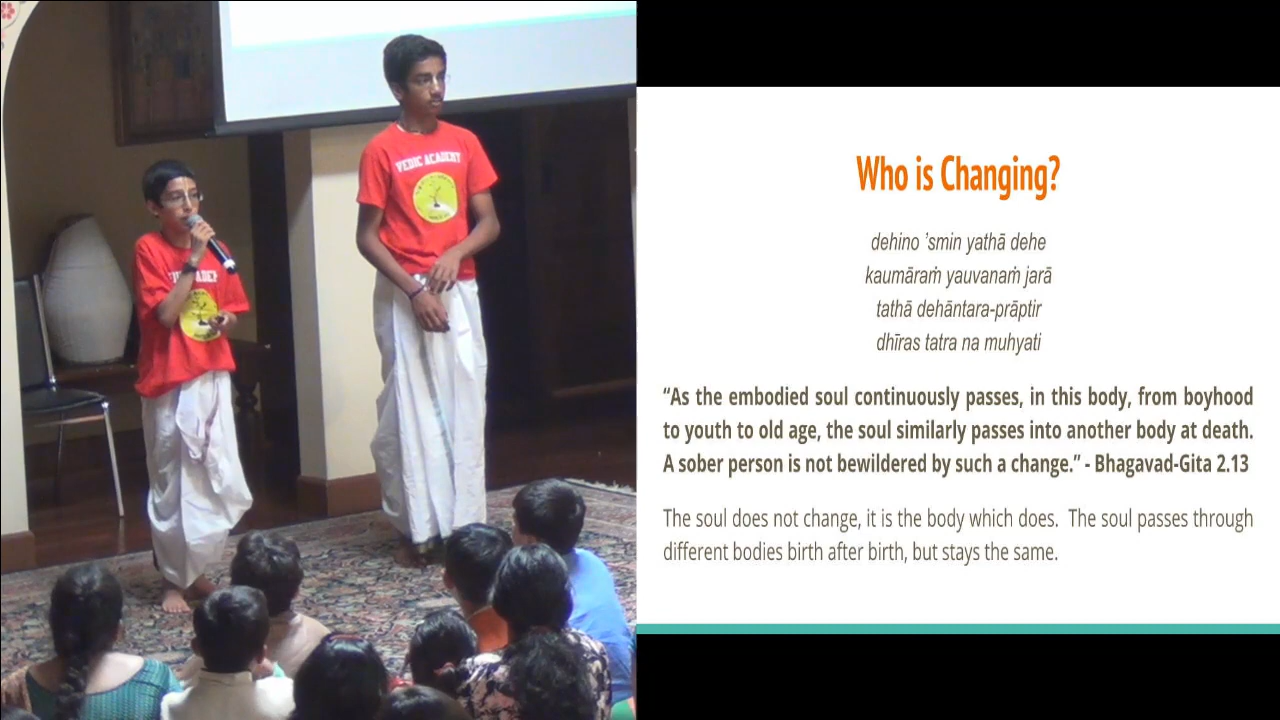 VEDIC ACADEMY
Who is Changing?
dehino ’smin yathā dehe
kaumāraṁ yauvanaṁ jarā
tathā dehāntara-prāptir
dhīras tatra na muhyati
“As the embodied soul continuously passes, in this body, from boyhood
to youth to old age, the soul similarly passes into another body at death.
A sober person is not bewildered by such a change.” - Bhagavad-Gita 2.13
The soul does not change, it is the body which does.  The soul passes through
different bodies birth after birth, but stays the same.